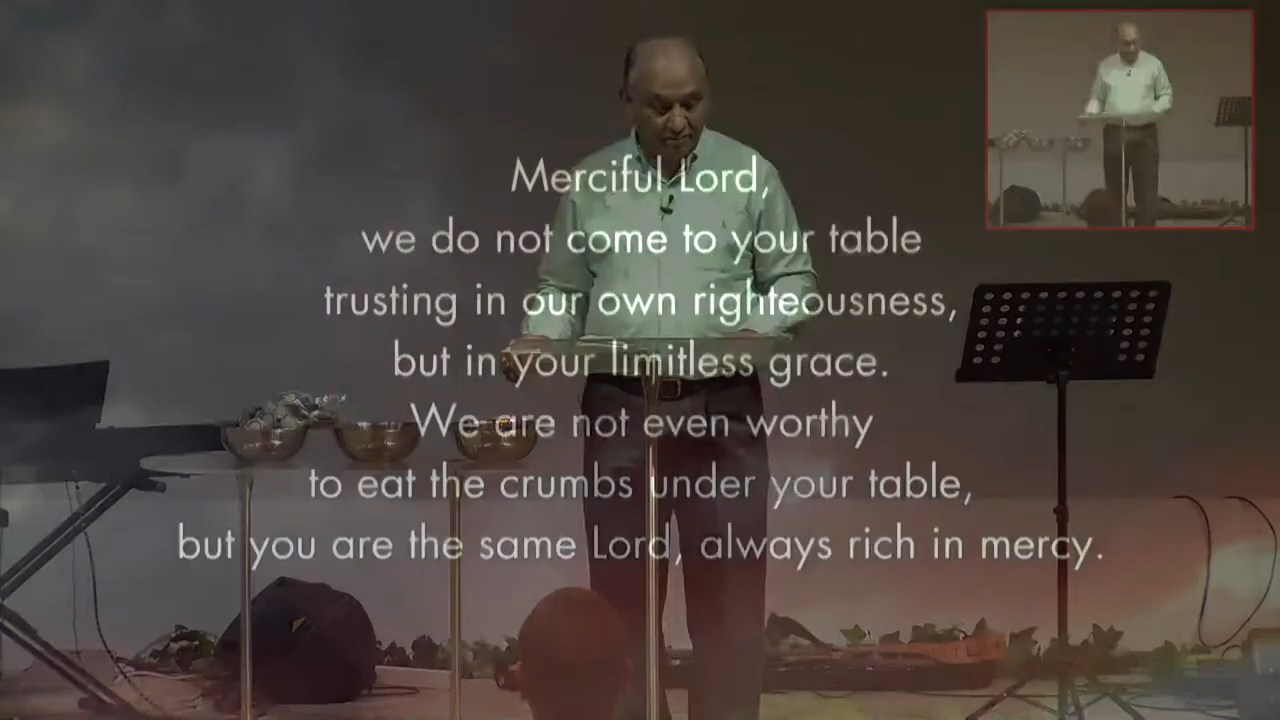 Merciful Lord,
we do not come to your table
trusting in our own righteousness,
but in your limitless grace.
We are not even worthy
to eat the crumbs under your table,
but you are the same Lord, always rich in mercy.